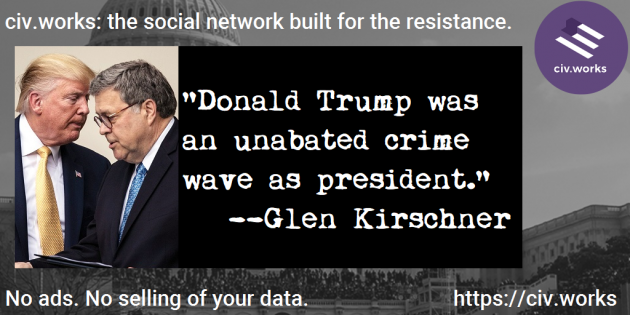 civ.works: the social network built for the resistance.
civ.works
"Donald Trump was
an unabated crime
wave as president."
--Glen Kirschner
No ads. No selling of your data.
https://civ.works